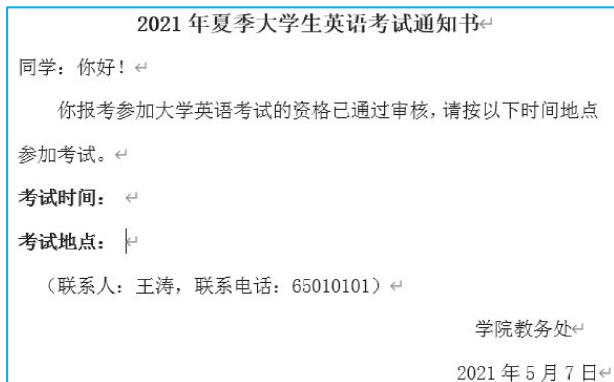 2021 年夏季大学生英语考试通知书
同学：你好！
你报考参加大学英语考试的资格已通过审核，请按以下时间地点
参加考试。
考试时间：
考试地点：
（联系人：王涛，联系电话：65010101）
学院教务处
2021 年 5 月 7 日